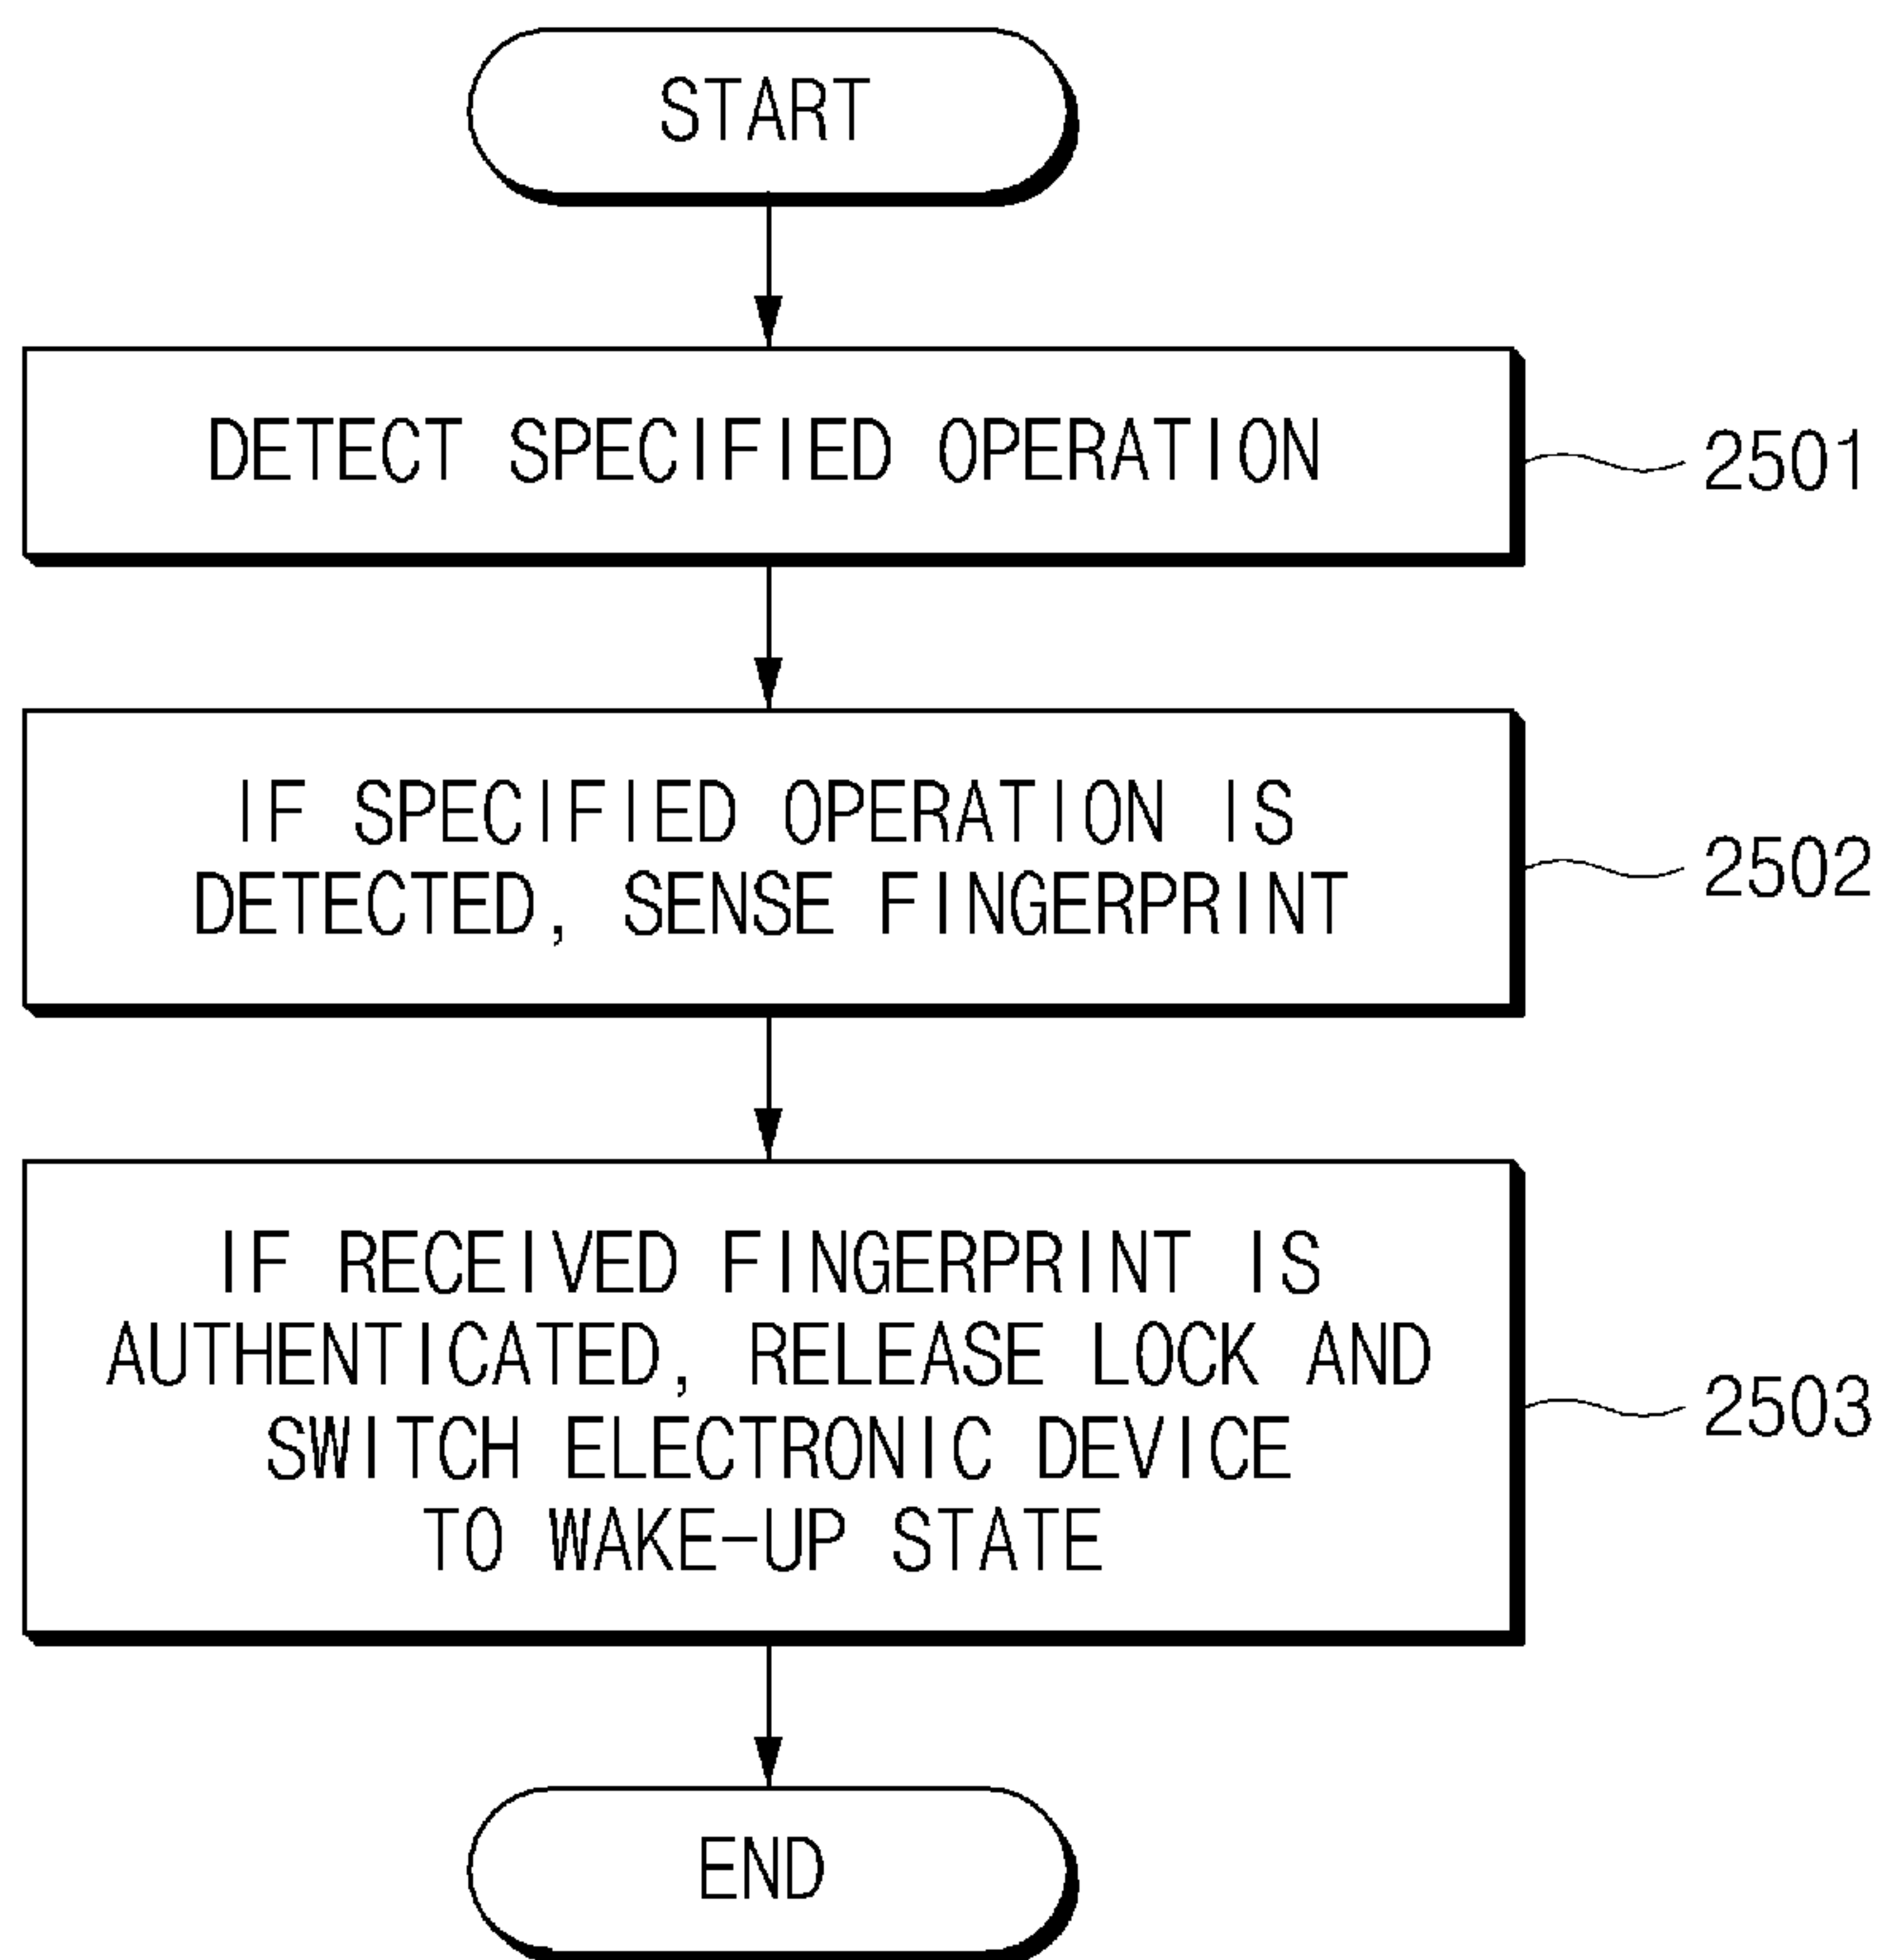 START
DETECT SPECIFIED OPERATION
2501
IF SPECIFIED OPERATION IS
DETECTED, SENSE FINGERPRINT
2502
IF RECEIVED FINGERPRINT IS
AUTHENTICATED, RELEASE LOCK AND
SWITCH ELECTRONIC DEVICE
TO WAKE-UP STATE
2503
END